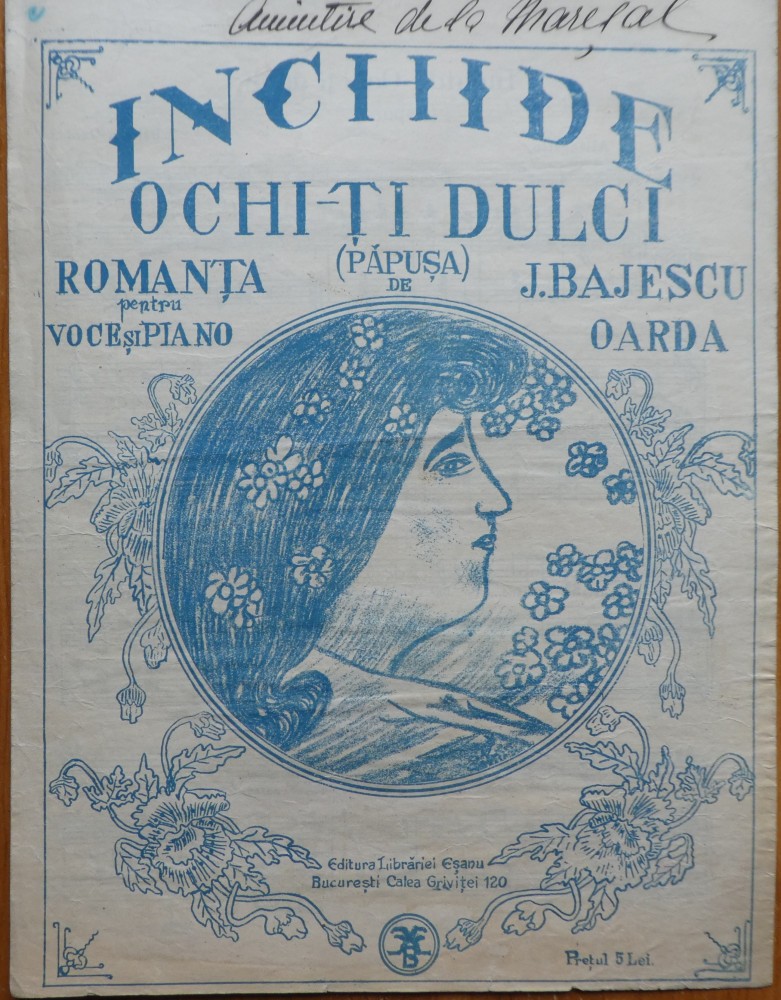 Amintire de la Mareșal
INCHIDE
OCHI-ȚI DULCI
(PĂPUȘA)
DE
ROMANȚA
pentru
VOCE ȘI PIANO
J. BAJESCU
OARDA
Editura Librăriei Eșanu
București Calea Griviței 120
Prețul 5 Lei.